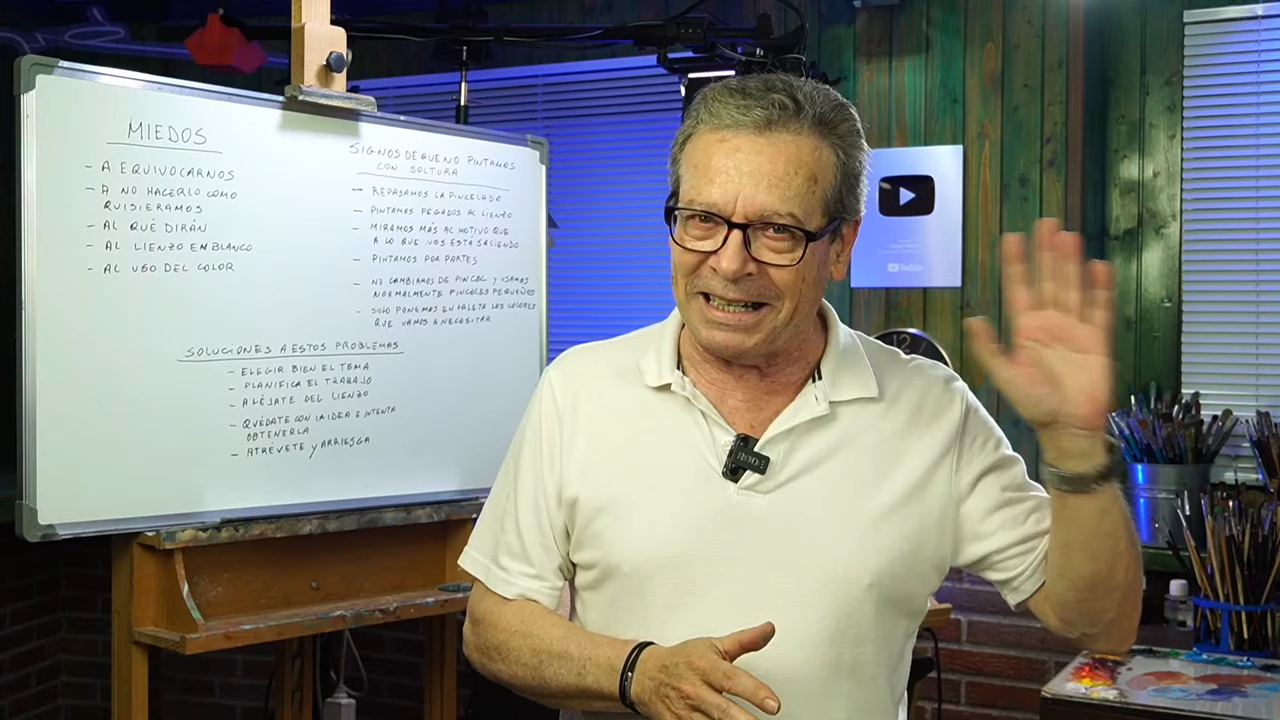 MIEDOS
- A EQUIVOCARNOS
- A NO HACERLO COMO
QUISIERAMOS
- AL QUÉ DIRÁN
- AL LIENZO EN BLANCO
- AL USO DEL COLOR
SIGNOS DE QUE NO PINTAMOS
CON SOLTURA
- REPASAMOS LA PINCELADA
- PINTAMOS PEGADOS AL LIENZO
- MIRAMOS MÁS AL MOTIVO QUE
A LO QUE NOS ESTÁ SALIENDO
- PINTAMOS POR PARTES
- NO CAMBIAMOS DE PINCEL Y USAMOS
NORMALMENTE PINCELES PEQUEÑOS
- SOLO PONEMOS EN PALETA LOS COLORES
QUE VAMOS A NECESITAR
SOLUCIONES A ESTOS PROBLEMAS
- ELEGIR BIEN EL TEMA
- PLANIFICA EL TRABAJO
- ALÉJATE DEL LIENZO
- QUÉDATE CON LA IDEA E INTENTA
OBTENERLA
- ATRÉVETE Y ARRIESGA
YouTube
12
RODE